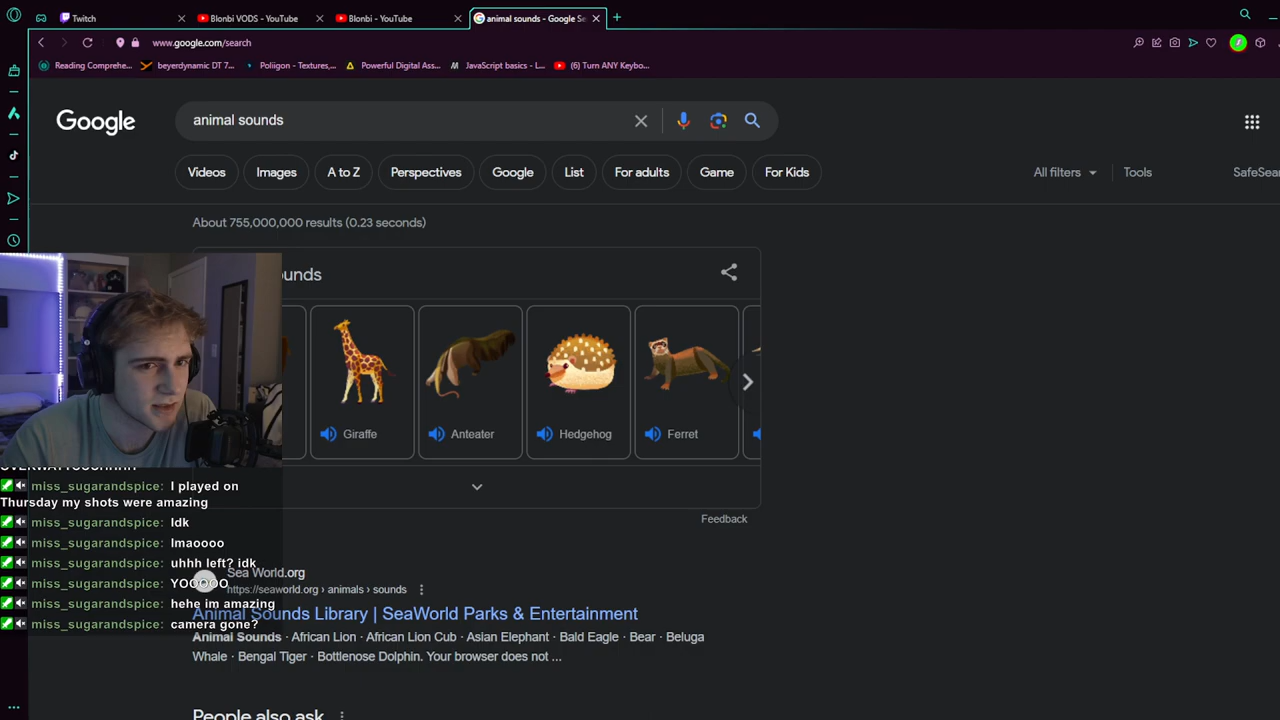 Twitch
Blonbi VODS - YouTube
Blonbi - YouTube
animal sounds - Google Se
www.google.com/search
Reading Comprehe...
beyerdynamic DT 7...
Poliigon - Textures,...
Powerful Digital Ass...
JavaScript basics - L...
(6) Turn ANY Keybo...
Google
animal sounds
Videos
Images
A to Z
Perspectives
Google
List
For adults
Game
For Kids
All filters
Tools
SafeSear
About 755,000,000 results (0.23 seconds)
ounds
Giraffe
Anteater
Hedgehog
Ferret
Feedback
Sea World.org
https://seaworld.org › animals › sounds
Animal Sounds Library | SeaWorld Parks & Entertainment
Animal Sounds · African Lion · African Lion Cub · Asian Elephant · Bald Eagle · Bear · Beluga
Whale · Bengal Tiger · Bottlenose Dolphin. Your browser does not ...
People also ask
miss_sugarandspice: I played on
Thursday my shots were amazing
miss_sugarandspice: Idk
miss_sugarandspice: lmaoooo
miss_sugarandspice: uhhh left? idk
miss_sugarandspice: YOOOOO
miss_sugarandspice: hehe im amazing
miss_sugarandspice: camera gone?